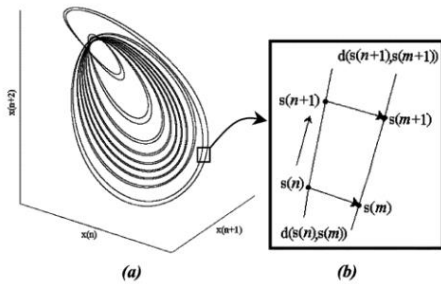 x(n+2)
x(n)
x(n+1)
(a)
d(s(n+1),s(m+1))
s(n+1)
s(m+1)
s(n)
s(m)
d(s(n),s(m))
(b)